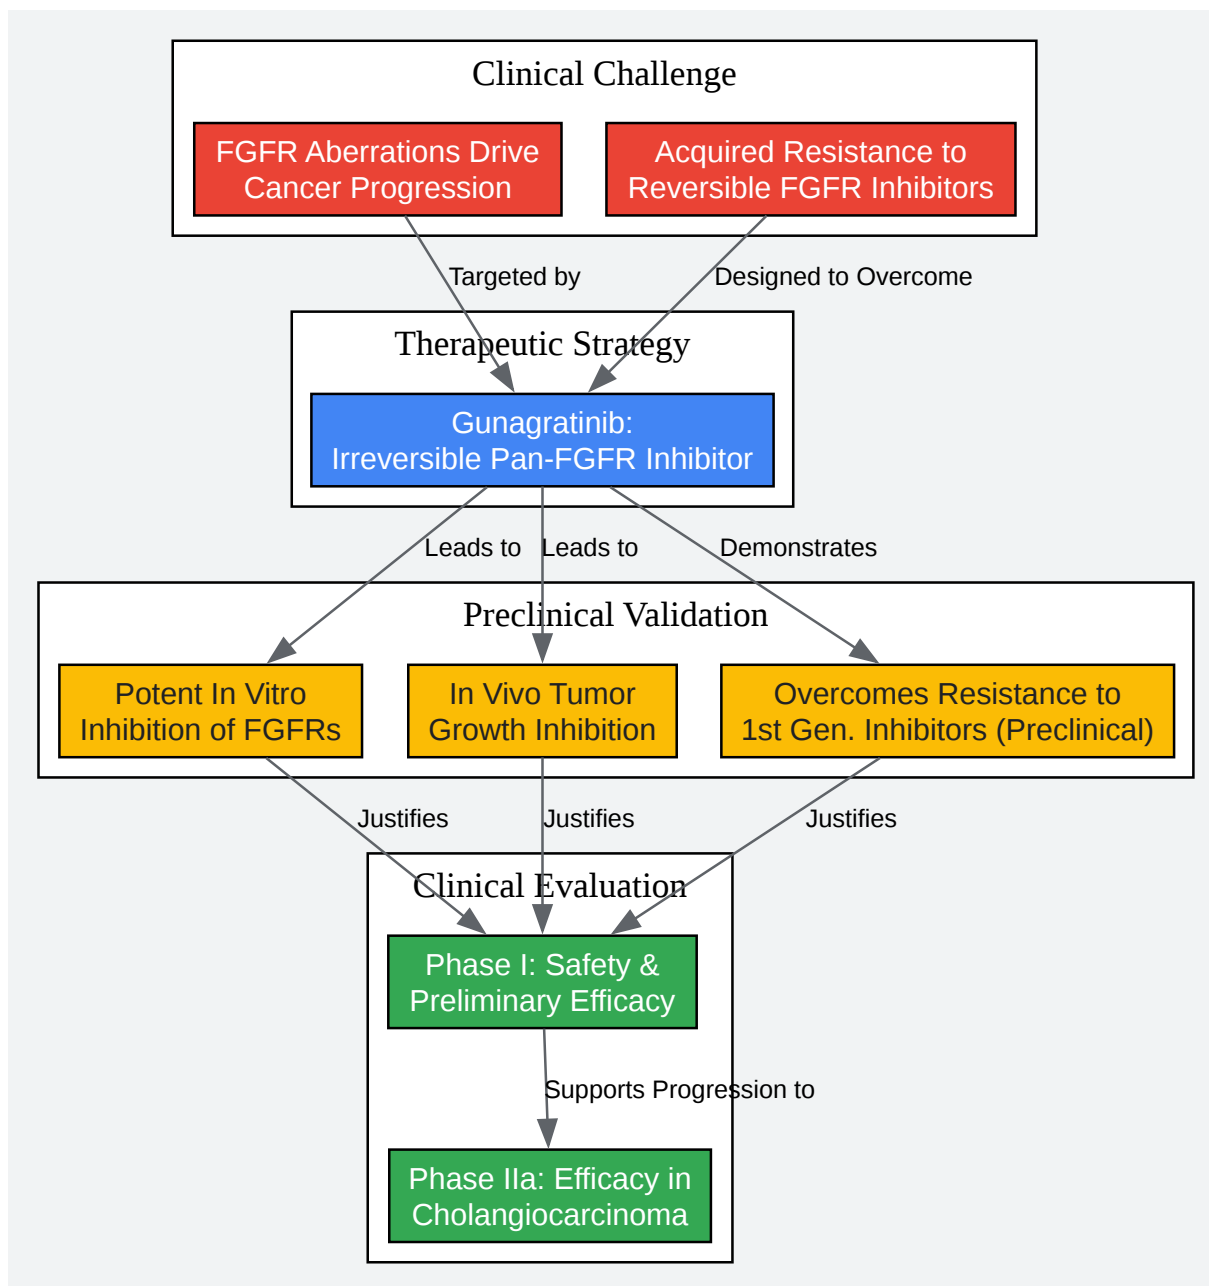 Clinical Challenge
FGFR Aberrations Drive
Cancer Progression
Acquired Resistance to
Reversible FGFR Inhibitors
Targeted by
Designed to Overcome
Therapeutic Strategy
Gunagratinib:
Irreversible Pan-FGFR Inhibitor
Leads to
Leads to
Demonstrates
Preclinical Validation
Potent In Vitro
Inhibition of FGFRs
In Vivo Tumor
Growth Inhibition
Overcomes Resistance to
1st Gen. Inhibitors (Preclinical)
Justifies
Justifies
Justifies
Clinical Evaluation
Phase I: Safety &
Preliminary Efficacy
Supports Progression to
Phase IIa: Efficacy in
Cholangiocarcinoma